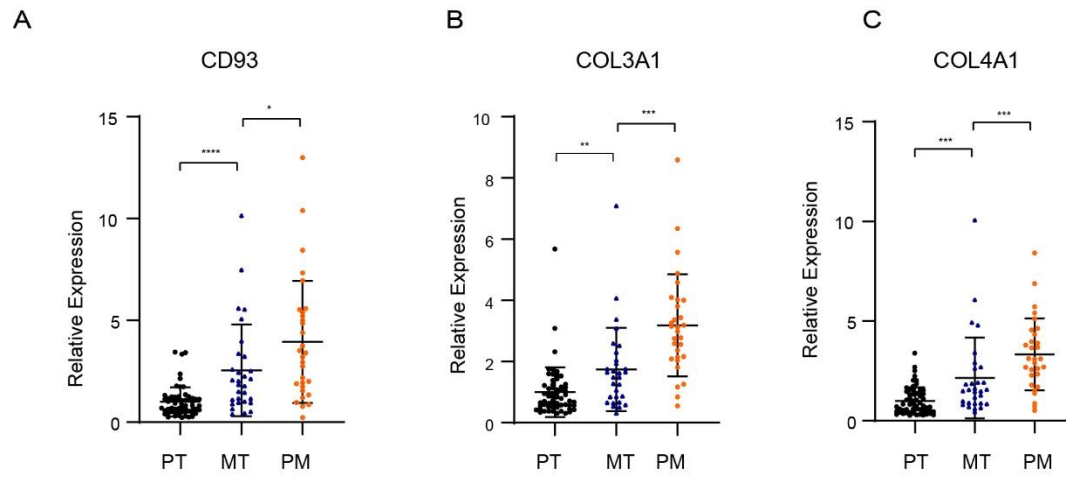 A
CD93
Relative Expression
15
10
5
0
****
*
PT MT PM
B
COL3A1
Relative Expression
10
8
6
4
2
0
**
***
PT MT PM
C
COL4A1
Relative Expression
15
10
5
0
***
***
PT MT PM